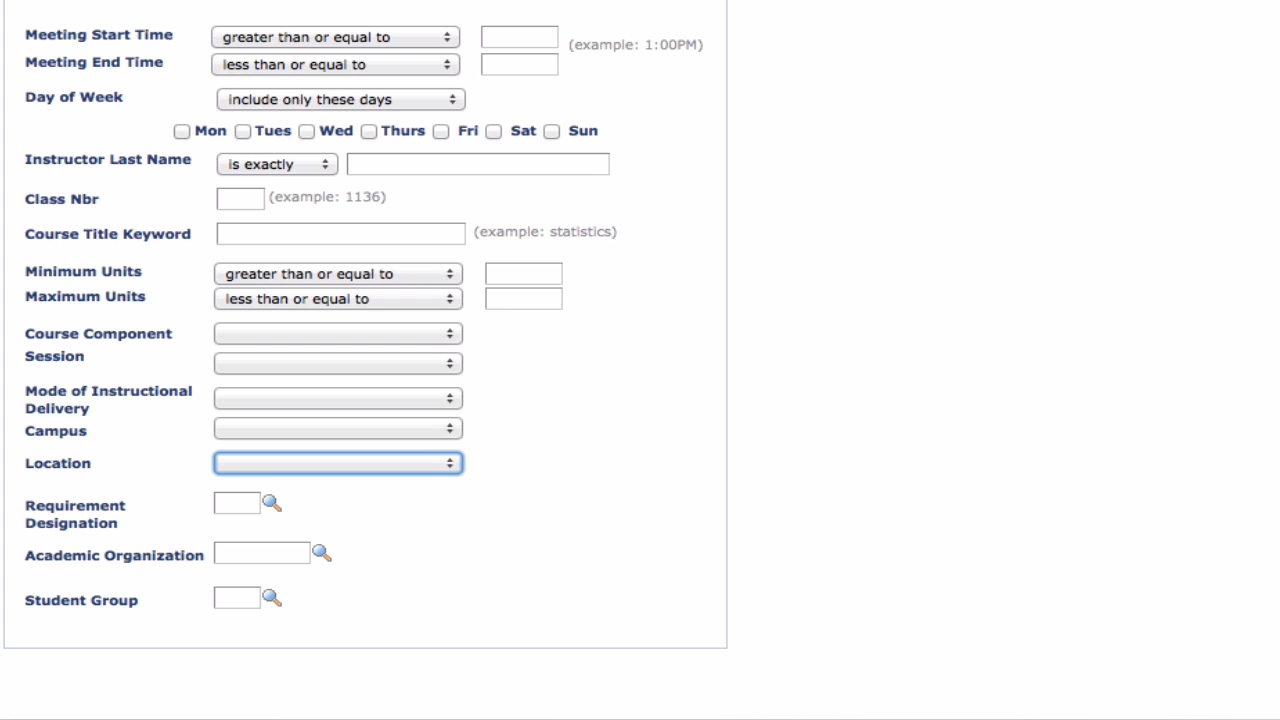 Meeting Start Time greater than or equal to (example: 1:00PM)
Meeting End Time less than or equal to
Day of Week include only these days
Mon Tues Wed Thurs Fri Sat Sun
Instructor Last Name is exactly
Class Nbr (example: 1136)
Course Title Keyword (example: statistics)
Minimum Units greater than or equal to
Maximum Units less than or equal to
Course Component
Session
Mode of Instructional
Delivery
Campus
Location
Requirement
Designation
Academic Organization
Student Group